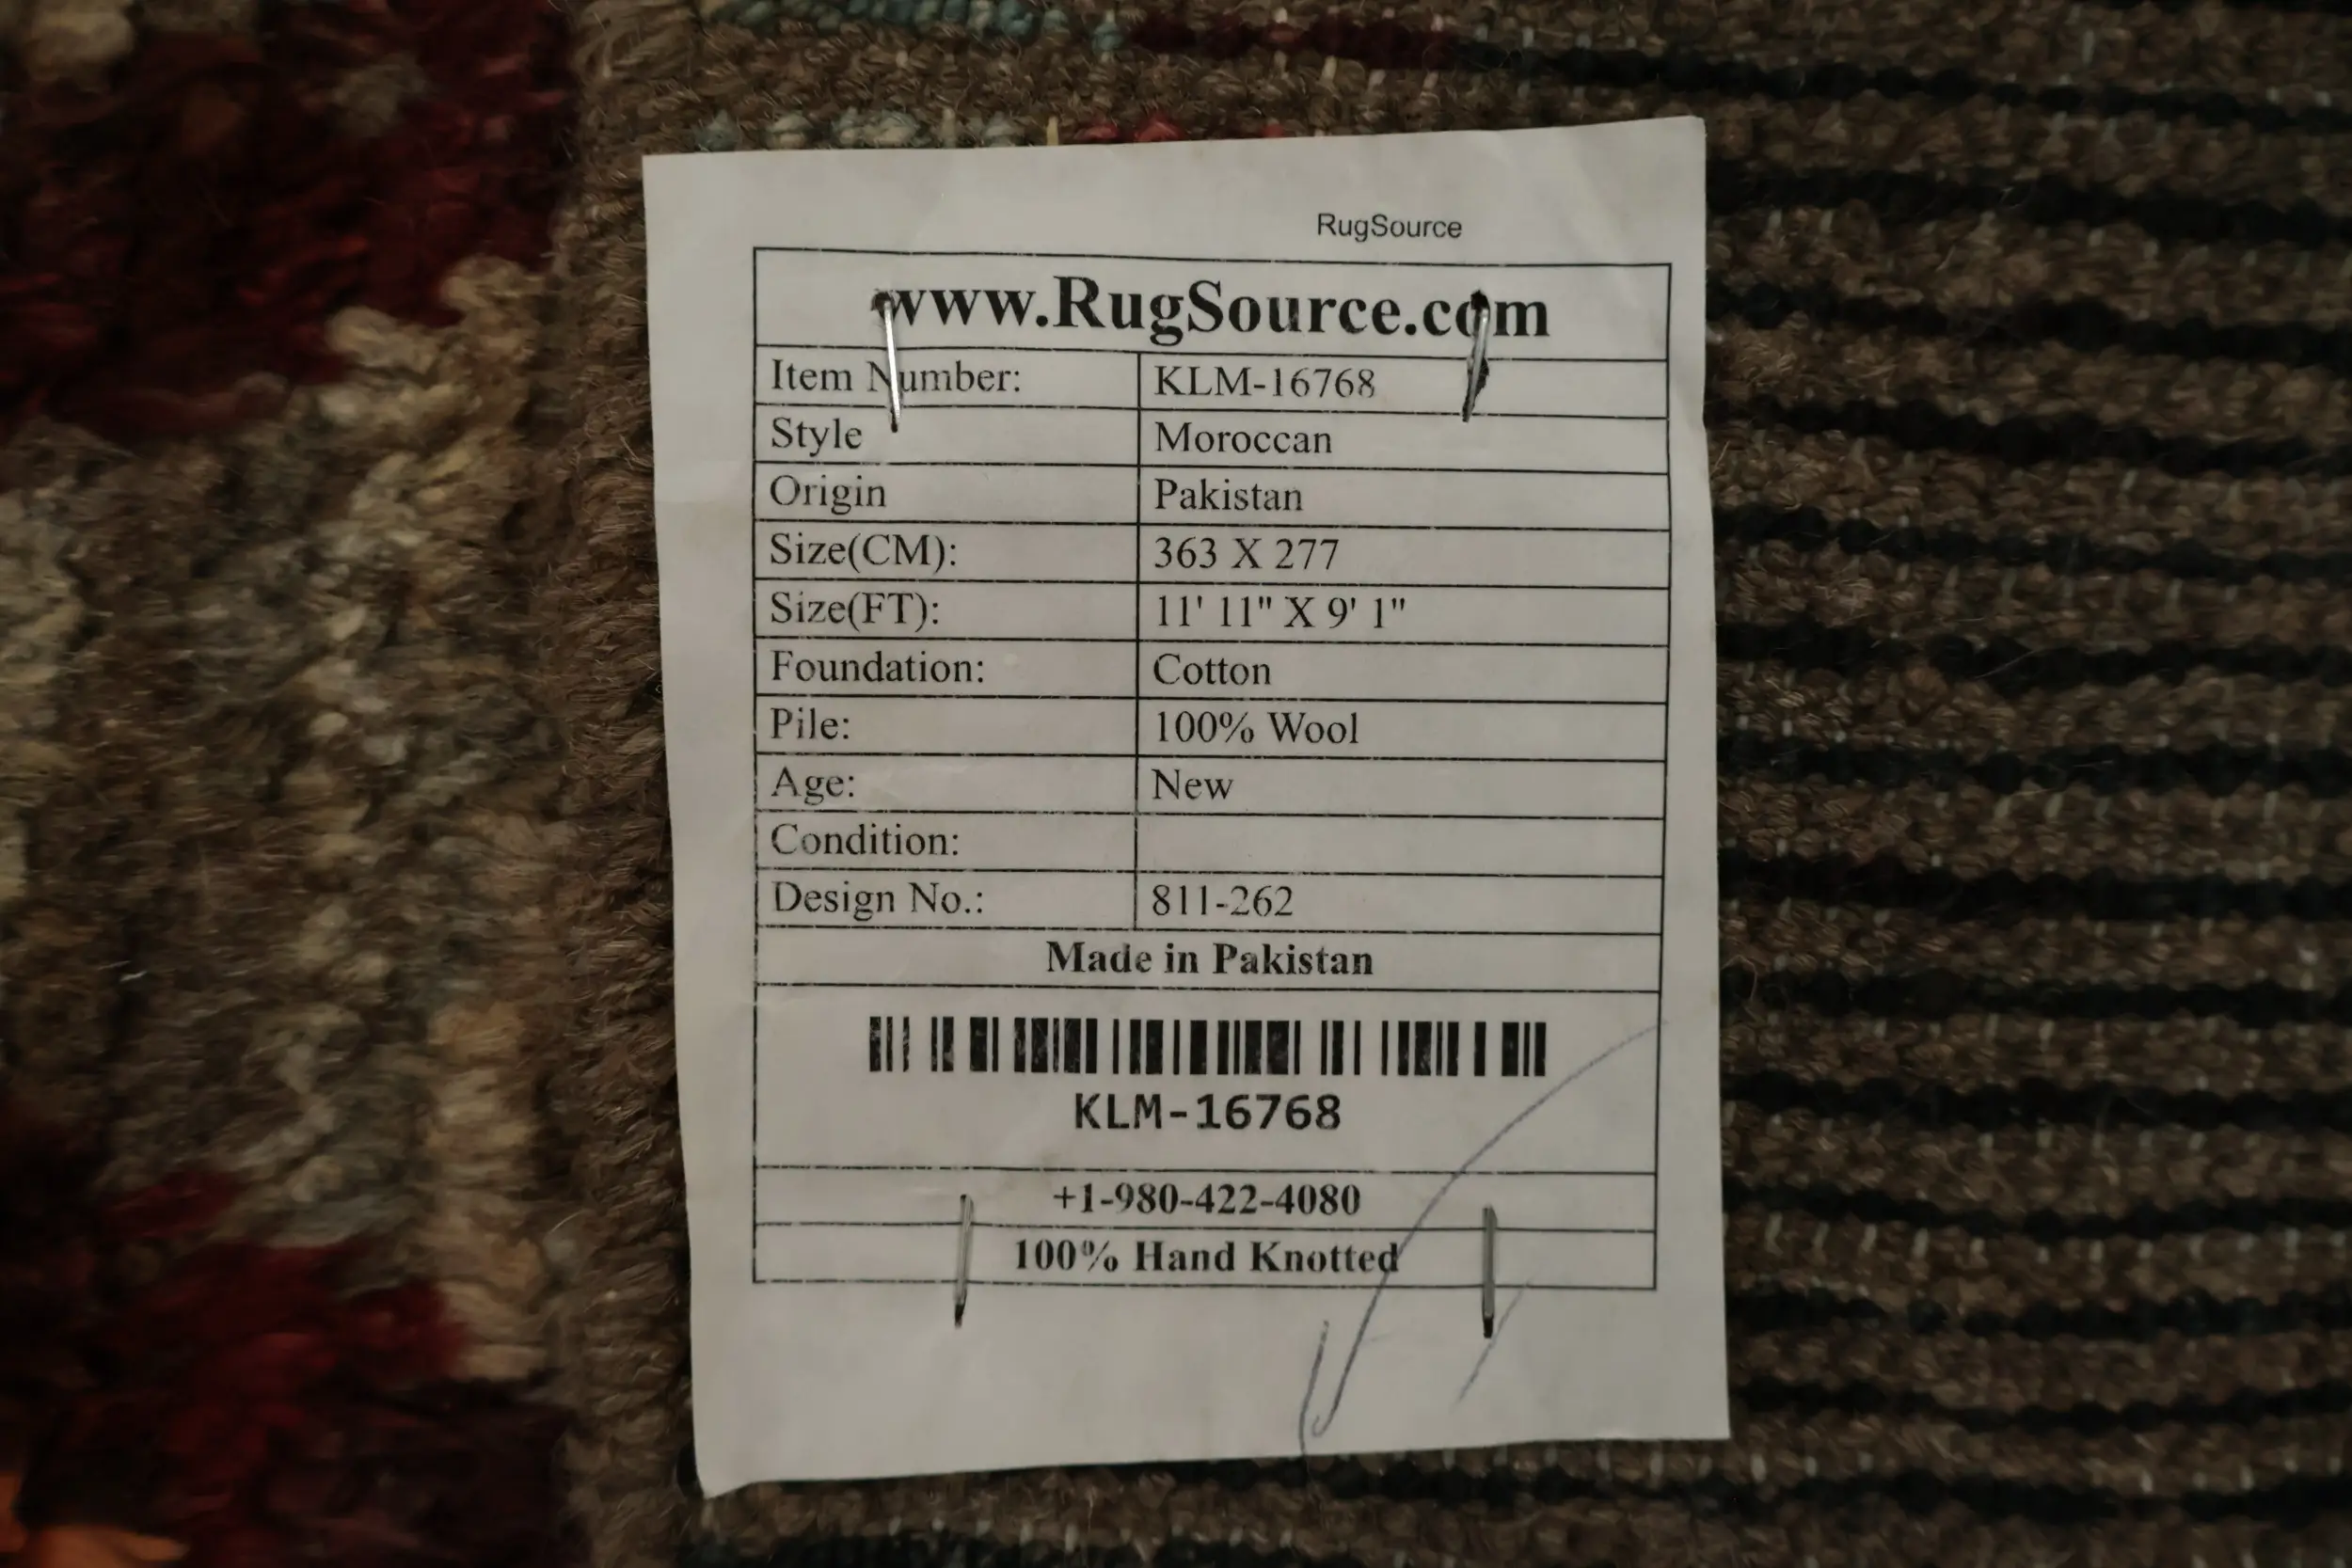 RugSource
www.RugSource.com
Item Number: KLM-16768
Style Moroccan
Origin Pakistan
Size(CM): 363 X 277
Size(FT): 11' 11" X 9' 1"
Foundation: Cotton
Pile: 100% Wool
Age: New
Condition:
Design No.: 811-262
Made in Pakistan
KLM-16768
+1-980-422-4080
100% Hand Knotted